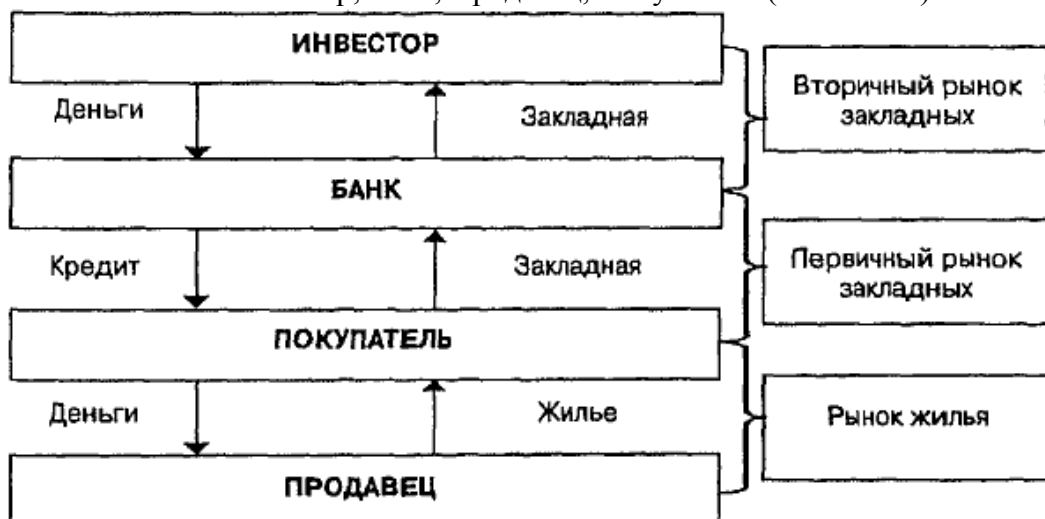 ИНВЕСТОР
Деньги
Закладная
Вторичный рынок
закладных
БАНК
Кредит
Закладная
Первичный рынок
закладных
ПОКУПАТЕЛЬ
Деньги
Жилье
Рынок жилья
ПРОДАВЕЦ